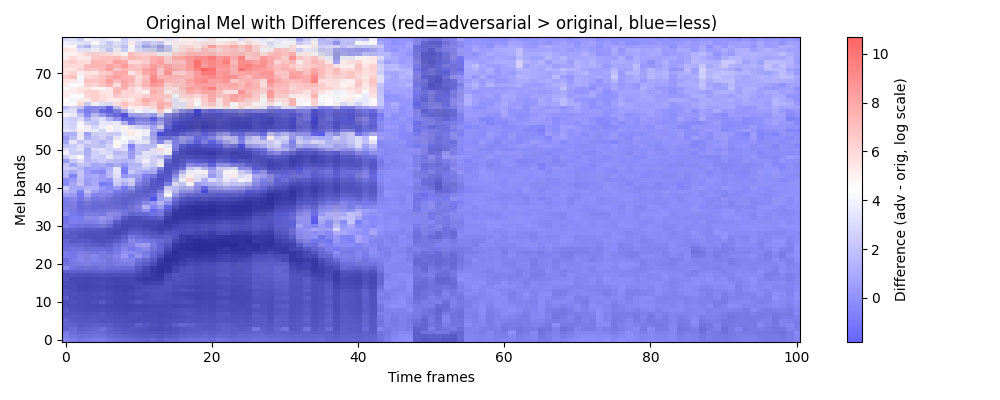 Original Mel with Differences (red=adversarial > original, blue=less)
Mel bands
70
60
50
40
30
20
10
0
0 20 40 60 80 100
Time frames
10
8
6
4
2
0
Difference (adv - orig, log scale)